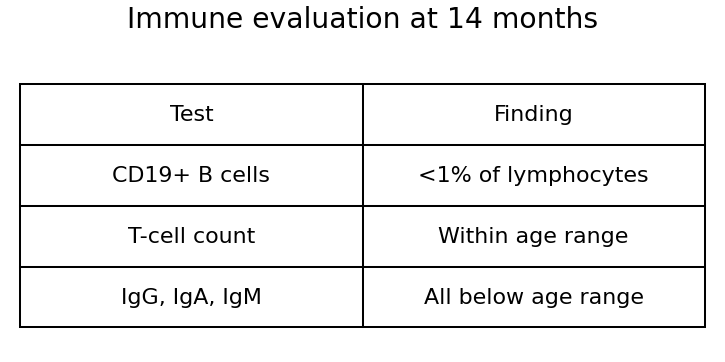 Immune evaluation at 14 months
Test Finding
CD19+ B cells <1% of lymphocytes
T-cell count Within age range
IgG, IgA, IgM All below age range